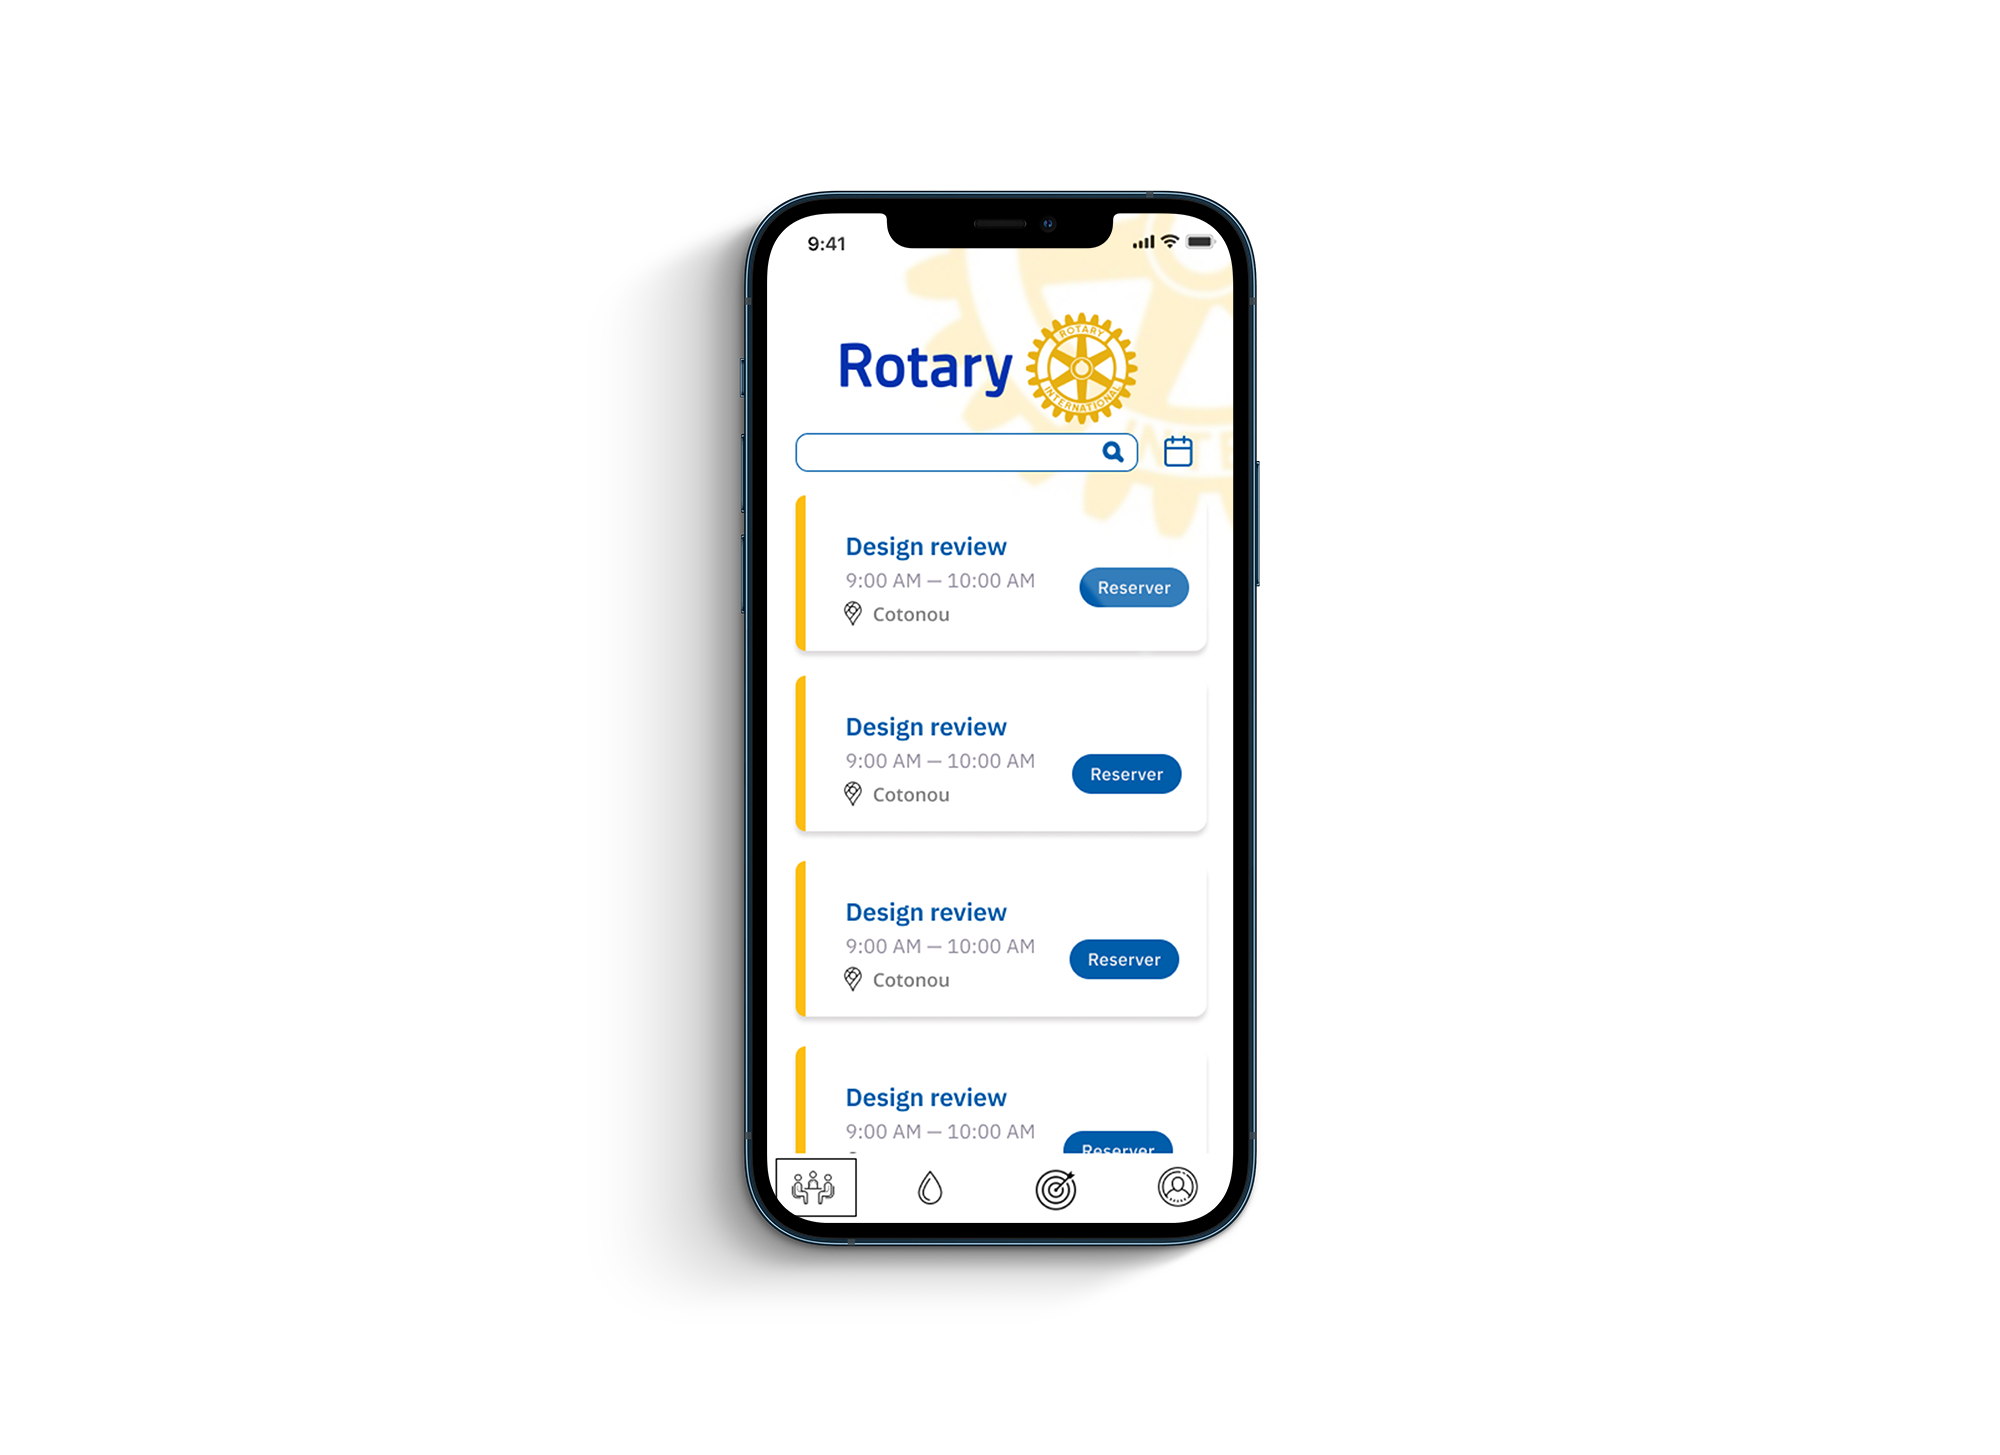 9:41
ROTARY
Rotary
INTERNATIONAL
INTE
Design review
9:00 AM — 10:00 AM
Reserver
Cotonou
Design review
9:00 AM — 10:00 AM
Reserver
Cotonou
Design review
9:00 AM — 10:00 AM
Reserver
Cotonou
Design review
9:00 AM — 10:00 AM
Reserver